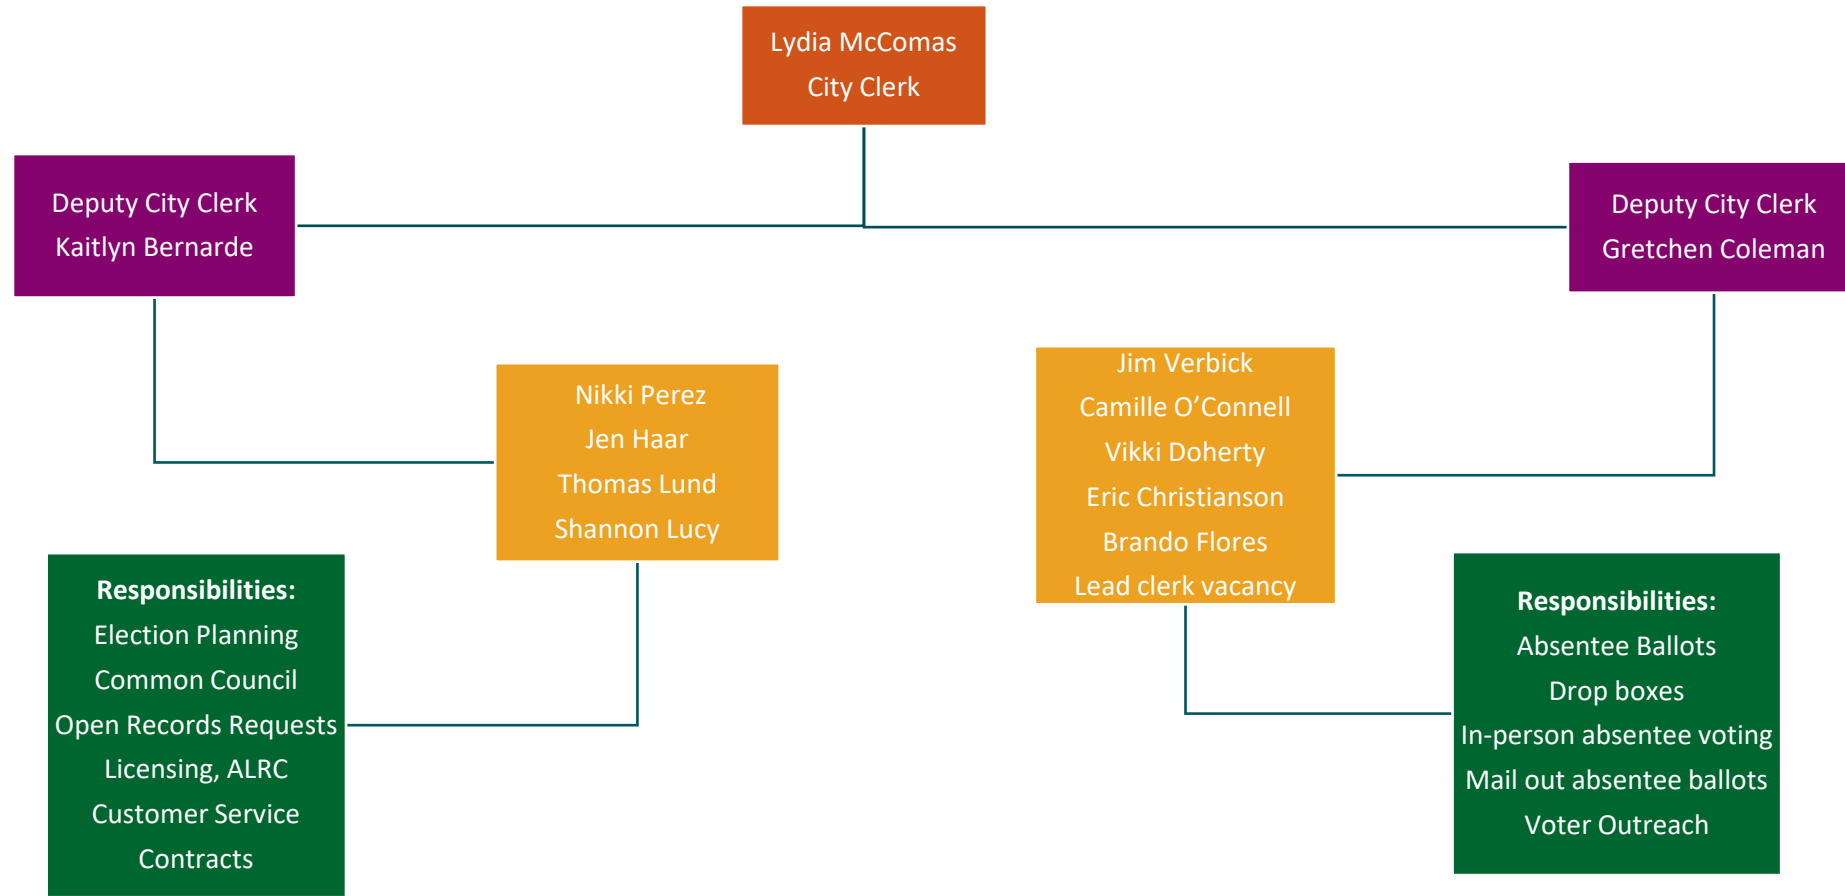 Lydia McComas
City Clerk
Deputy City Clerk
Kaitlyn Bernarde
Deputy City Clerk
Gretchen Coleman
Nikki Perez
Jen Haar
Thomas Lund
Shannon Lucy
Jim Verbick
Camille O’Connell
Vikki Doherty
Eric Christianson
Brando Flores
Lead clerk vacancy
Responsibilities:
Election Planning
Common Council
Open Records Requests
Licensing, ALRC
Customer Service
Contracts
Responsibilities:
Absentee Ballots
Drop boxes
In-person absentee voting
Mail out absentee ballots
Voter Outreach